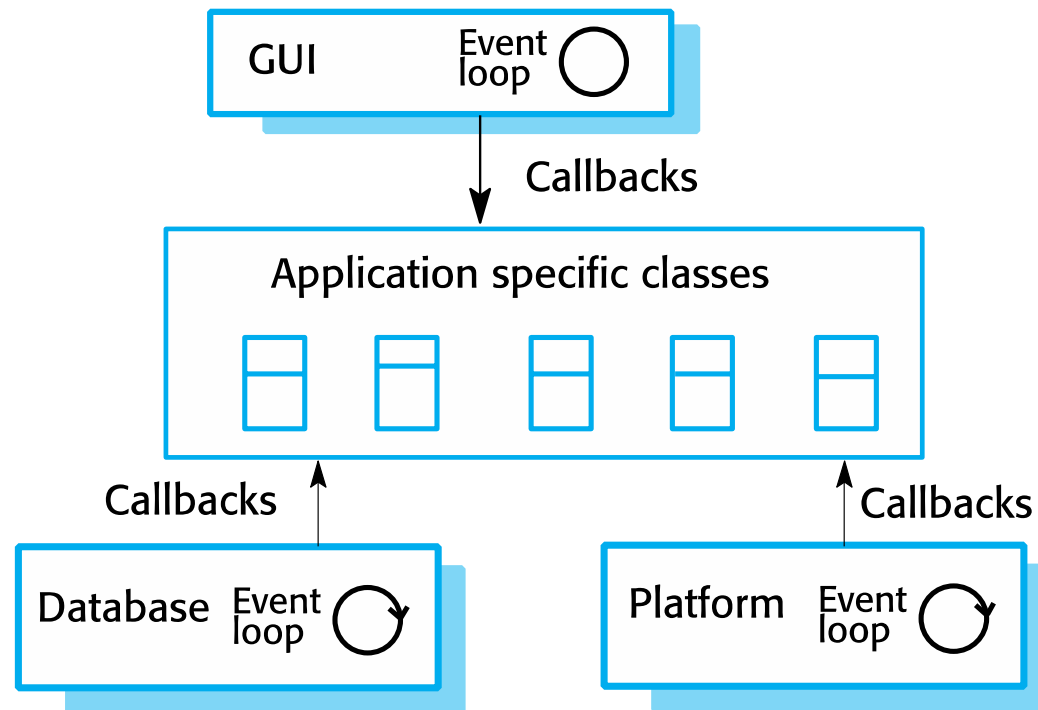 GUI
Event
loop
Callbacks
Application specific classes
Callbacks
Callbacks
Database
Event
loop
Platform
Event
loop